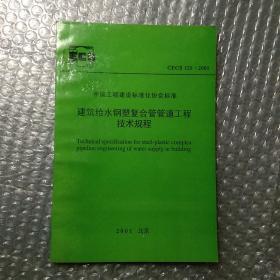 CECS
CECS 125:2001
中国工程建设标准化协会标准
建筑给水钢塑复合管管道工程
技术规程
Technical specification for steel-plastic complex
pipeline engineering of water supply in building
2001 北京